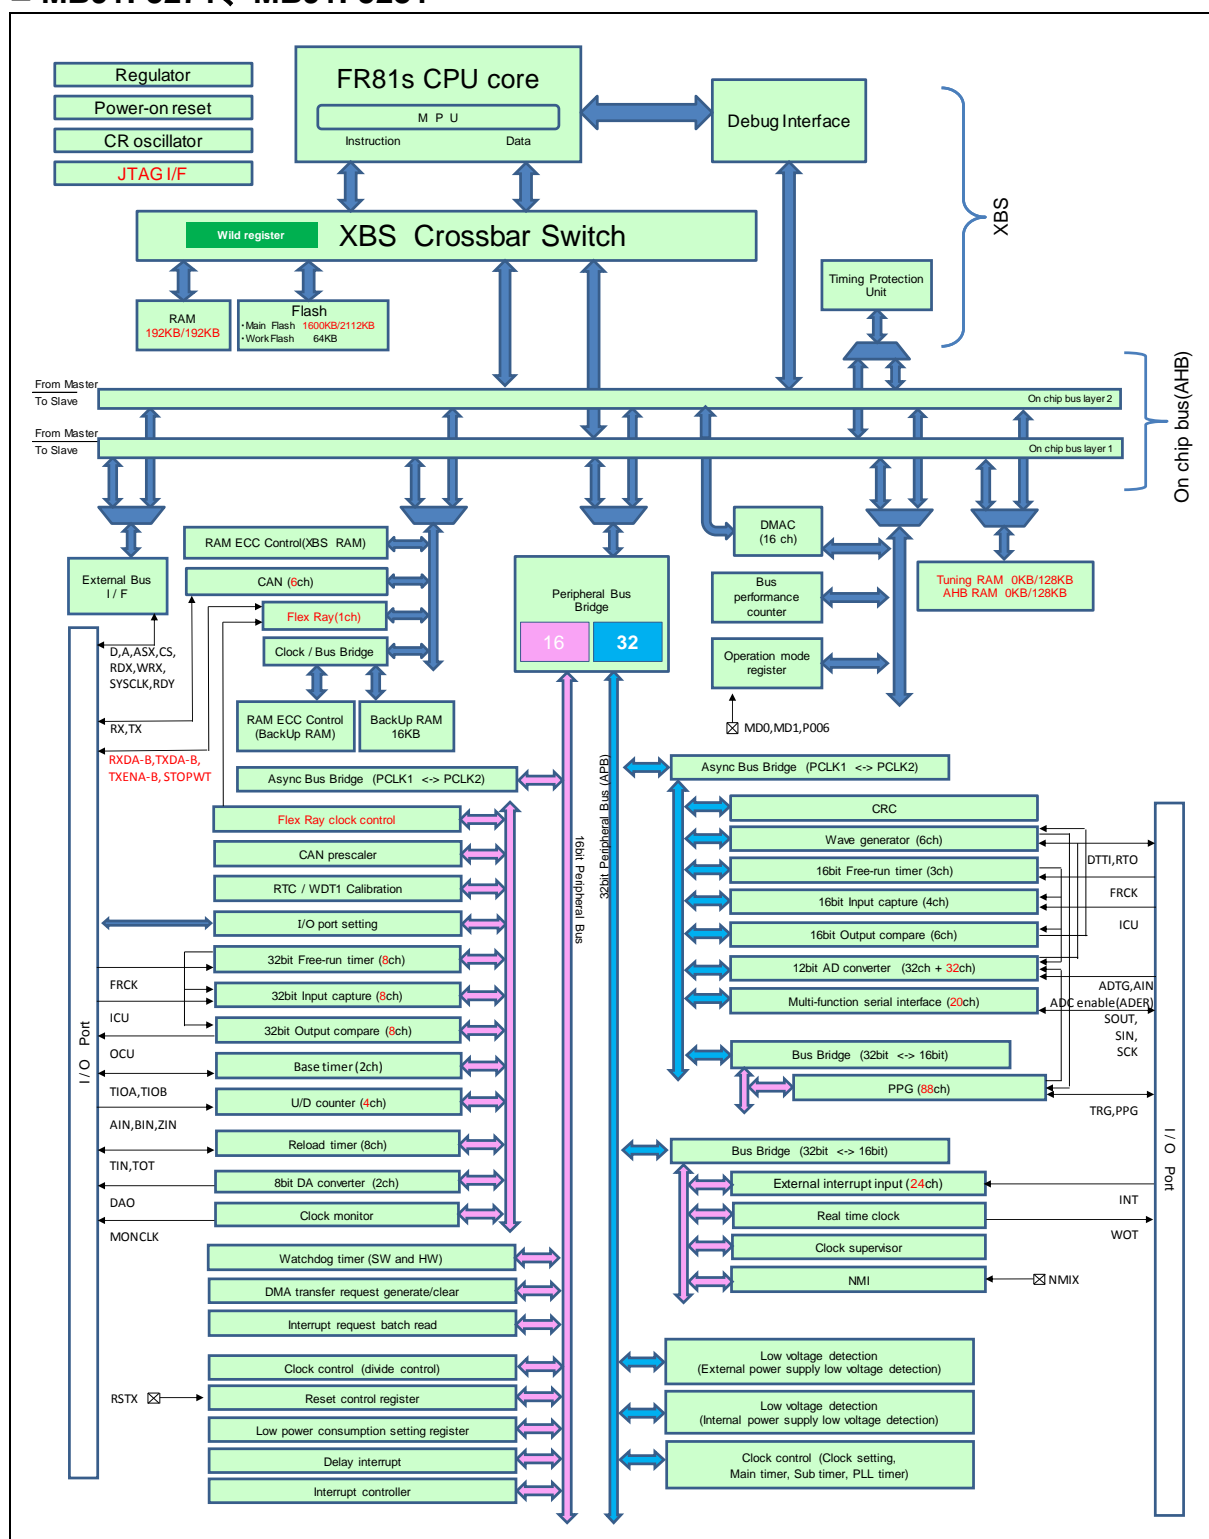 Regulator
Power-on reset
CR oscillator
JTAG I/F
FR81s CPU core
M P U
Instruction
Data
Debug Interface
XBS
Wild register
XBS Crossbar Switch
RAM
192KB/192KB
Flash
・Main Flash 1600KB/2112KB
・WorkFlash 64KB
Timing Protection
Unit
From Master
To Slave
On chip bus layer 2
From Master
To Slave
On chip bus layer 1
On chip bus(AHB)
RAM ECC Control(XBS RAM)
DMAC
(16 ch)
External Bus
I / F
CAN (6ch)
Flex Ray(1ch)
Clock / Bus Bridge
Peripheral Bus
Bridge
16
32
Bus
performance
counter
Tuning RAM 0KB/128KB
AHB RAM 0KB/128KB
Operation mode
register
MD0,MD1,P006
D,A,ASX,CS,
RDX,WRX,
SYSCLK,RDY
RX,TX
RXDA-B,TXDA-B,
TXENA-B, STOPWT
RAM ECC Control
(BackUp RAM)
BackUp RAM
16KB
Async Bus Bridge (PCLK1 <-> PCLK2)
Flex Ray clock control
CAN prescaler
RTC / WDT1 Calibration
I/O port setting
32bit Free-run timer (8ch)
FRCK
32bit Input capture (8ch)
ICU
32bit Output compare (8ch)
OCU
Base timer (2ch)
TIOA,TIOB
U/D counter (4ch)
AIN,BIN,ZIN
Reload timer (8ch)
TIN,TOT
8bit DA converter (2ch)
DAO
Clock monitor
MONCLK
I / O Port
16bit Peripheral Bus
32bit Peripheral Bus (APB)
Watchdog timer (SW and HW)
DMA transfer request generate/clear
Interrupt request batch read
Clock control (divide control)
RSTX
Reset control register
Low power consumption setting register
Delay interrupt
Interrupt controller
Async Bus Bridge (PCLK1 <-> PCLK2)
CRC
Wave generator (6ch)
DTTI,RTO
16bit Free-run timer (3ch)
FRCK
16bit Input capture (4ch)
ICU
16bit Output compare (6ch)
12bit AD converter (32ch + 32ch)
ADTG,AIN
ADC enable(ADER)
Multi-function serial interface (20ch)
SOUT,
SIN,
SCK
Bus Bridge (32bit <-> 16bit)
PPG (88ch)
TRG,PPG
I / O Port
Bus Bridge (32bit <-> 16bit)
External interrupt input (24ch)
INT
Real time clock
WOT
Clock supervisor
NMI
NMIX
Low voltage detection
(External power supply low voltage detection)
Low voltage detection
(Internal power supply low voltage detection)
Clock control (Clock setting,
Main timer, Sub timer, PLL timer)